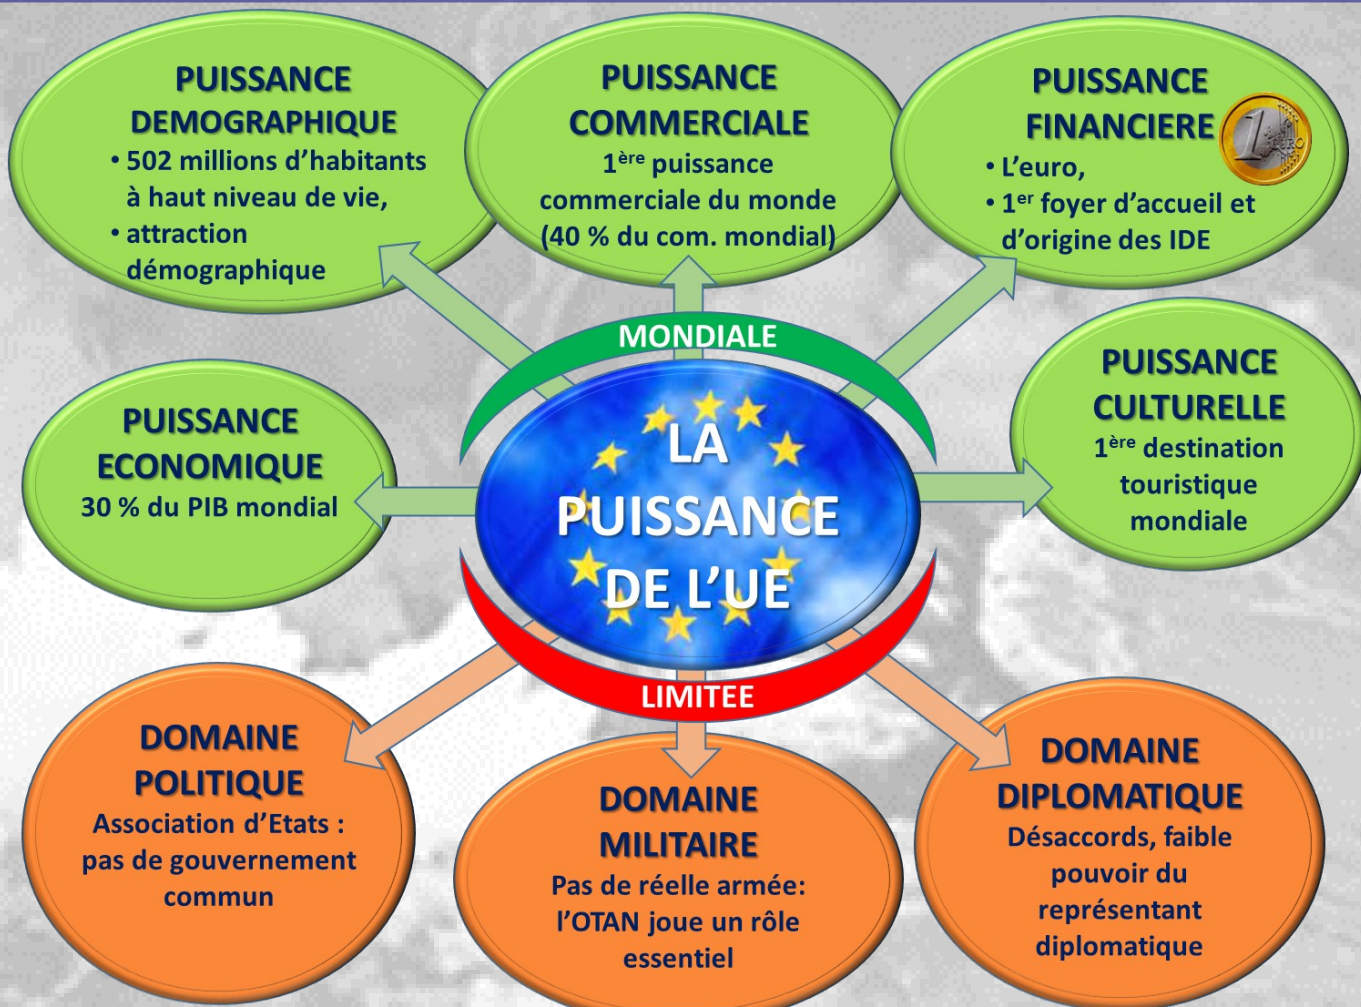 PUISSANCE
DEMOGRAPHIQUE
• 502 millions d’habitants
à haut niveau de vie,
• attraction
démographique
PUISSANCE
COMMERCIALE
1ère puissance
commerciale du monde
(40 % du com. mondial)
PUISSANCE
FINANCIERE
• L’euro,
• 1er foyer d’accueil et
d’origine des IDE
1 EURO
MONDIALE
PUISSANCE
ECONOMIQUE
30 % du PIB mondial
LA
PUISSANCE
DE L’UE
PUISSANCE
CULTURELLE
1ère destination
touristique
mondiale
LIMITEE
DOMAINE
POLITIQUE
Association d’Etats :
pas de gouvernement
commun
DOMAINE
MILITAIRE
Pas de réelle armée:
l’OTAN joue un rôle
essentiel
DOMAINE
DIPLOMATIQUE
Désaccords, faible
pouvoir du
représentant
diplomatique